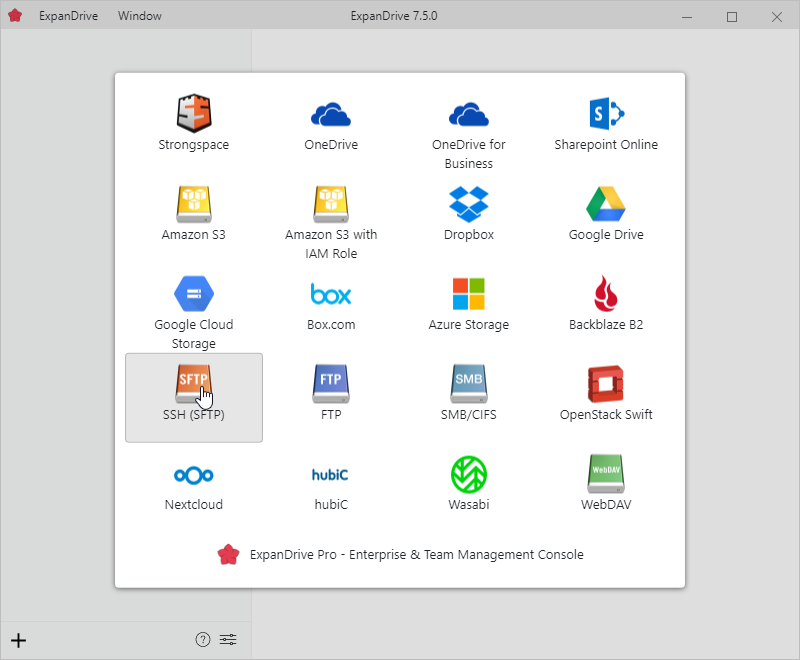 ExpanDrive Window ExpanDrive 7.5.0
Strongspace
OneDrive
OneDrive for
Business
S
Sharepoint Online
Amazon S3
Amazon S3 with
IAM Role
Dropbox
Google Drive
Google Cloud
Storage
box
Box.com
Azure Storage
Backblaze B2
SFTP
SSH (SFTP)
FTP
FTP
SMB
SMB/CIFS
OpenStack Swift
Nextcloud
hubiC
hubiC
Wasabi
WebDAV
WebDAV
ExpanDrive Pro - Enterprise & Team Management Console